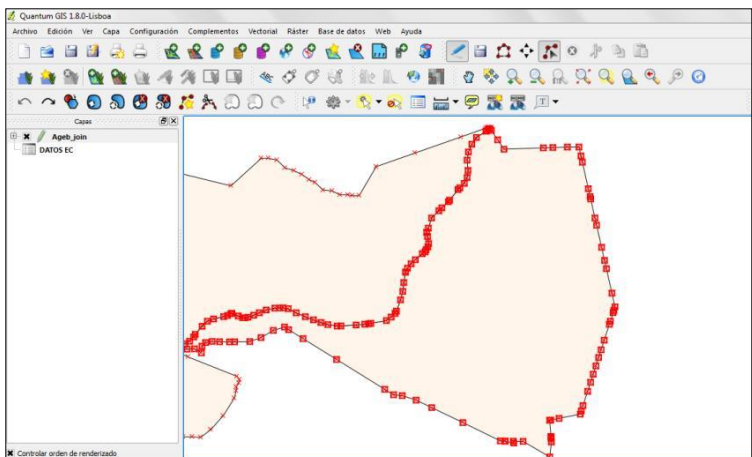 Quantum GIS 1.8.0-Lisboa
Archivo Edición Ver Capa Configuración Complementos Vectorial Ráster Base de datos Web Ayuda
Capas
Ageb_join
DATOS EC
Controlar orden de renderizado